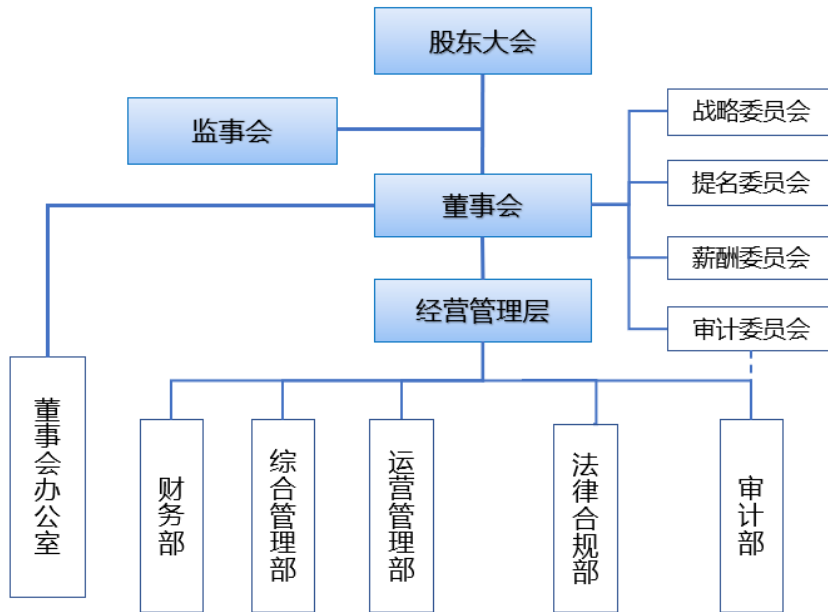 股东大会
监事会
董事会
经营管理层
战略委员会
提名委员会
薪酬委员会
审计委员会
董事会办公室
财务部
综合管理部
运营管理部
法律合规部
审计部